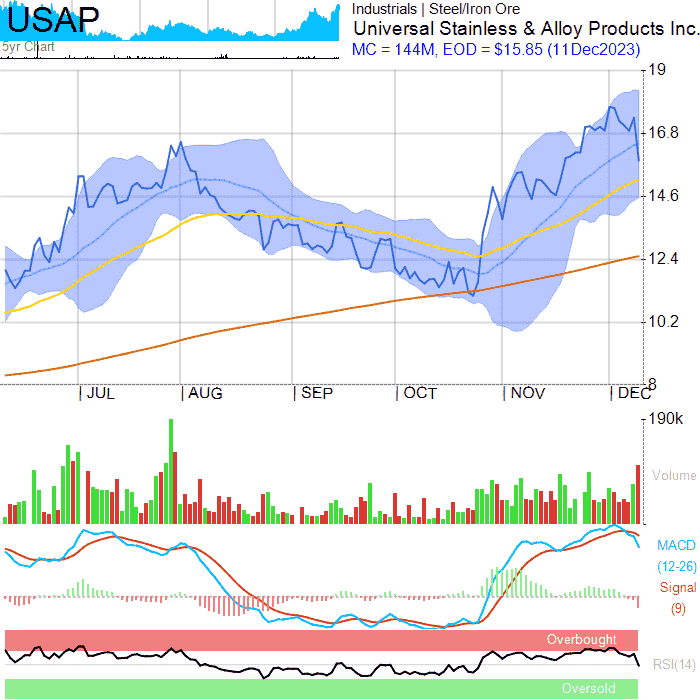 USAP
5yr Chart
Industrials | Steel/Iron Ore
Universal Stainless & Alloy Products Inc.
MC = 144M, EOD = $15.85 (11Dec2023)
19
16.8
14.6
12.4
10.2
8
JUL
AUG
SEP
OCT
NOV
DEC
190k
Volume
MACD
(12-26)
Signal
(9)
Overbought
RSI(14)
Oversold